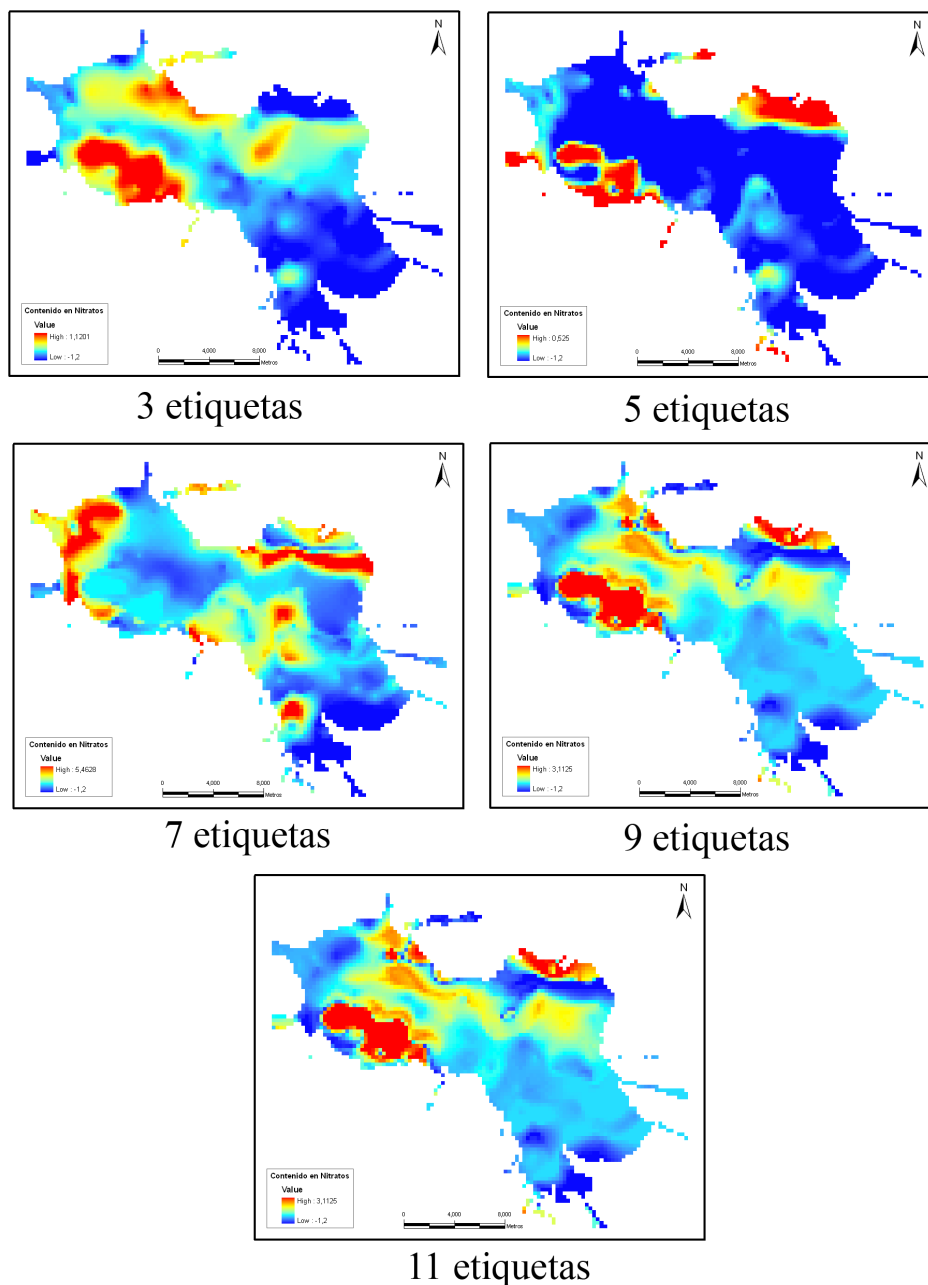 N
Contenido en Nitratos
Value
High : 1,1201
Low : -1,2
0 4,000 8,000
Metros
3 etiquetas
N
Contenido en Nitratos
Value
High : 0,525
Low : -1,2
0 4,000 8,000
Metros
5 etiquetas
N
Contenido en Nitratos
Value
High : 5,4628
Low : -1,2
0 4,000 8,000
Metros
7 etiquetas
N
Contenido en Nitratos
Value
High : 3,1125
Low : -1,2
0 4,000 8,000
Metros
9 etiquetas
N
Contenido en Nitratos
Value
High : 3,1125
Low : -1,2
0 4,000 8,000
Metros
11 etiquetas